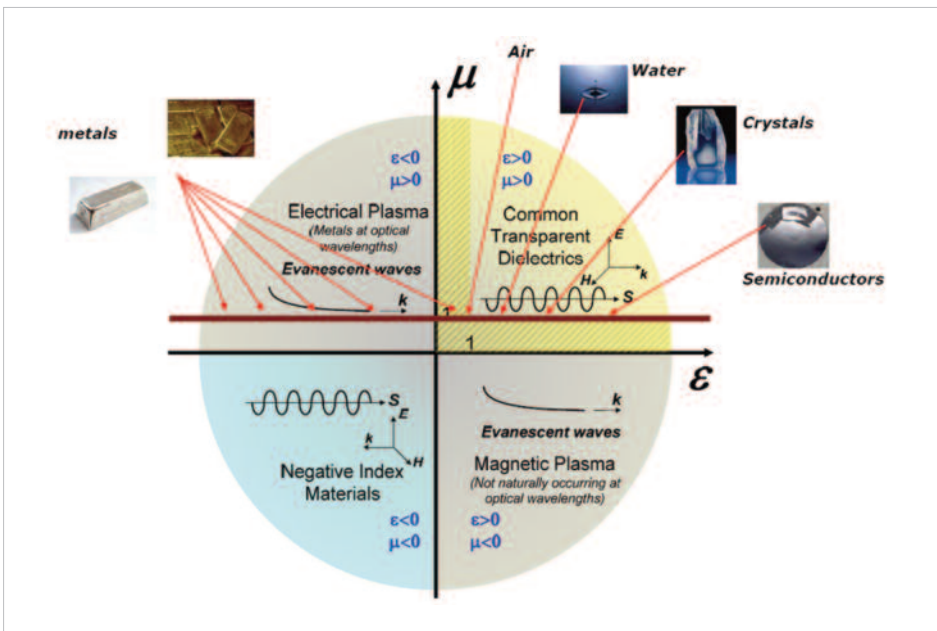 μ
Air
Water
Crystals
Semiconductors
metals
ε<0
μ>0
Electrical Plasma
(Metals at optical
wavelengths)
Evanescent waves
k
ε>0
μ>0
Common
Transparent
Dielectrics
E
k
H
S
1
1
ε
S
E
k
H
Negative Index
Materials
ε<0
μ<0
k
Evanescent waves
Magnetic Plasma
(Not naturally occurring at
optical wavelengths)
ε>0
μ<0